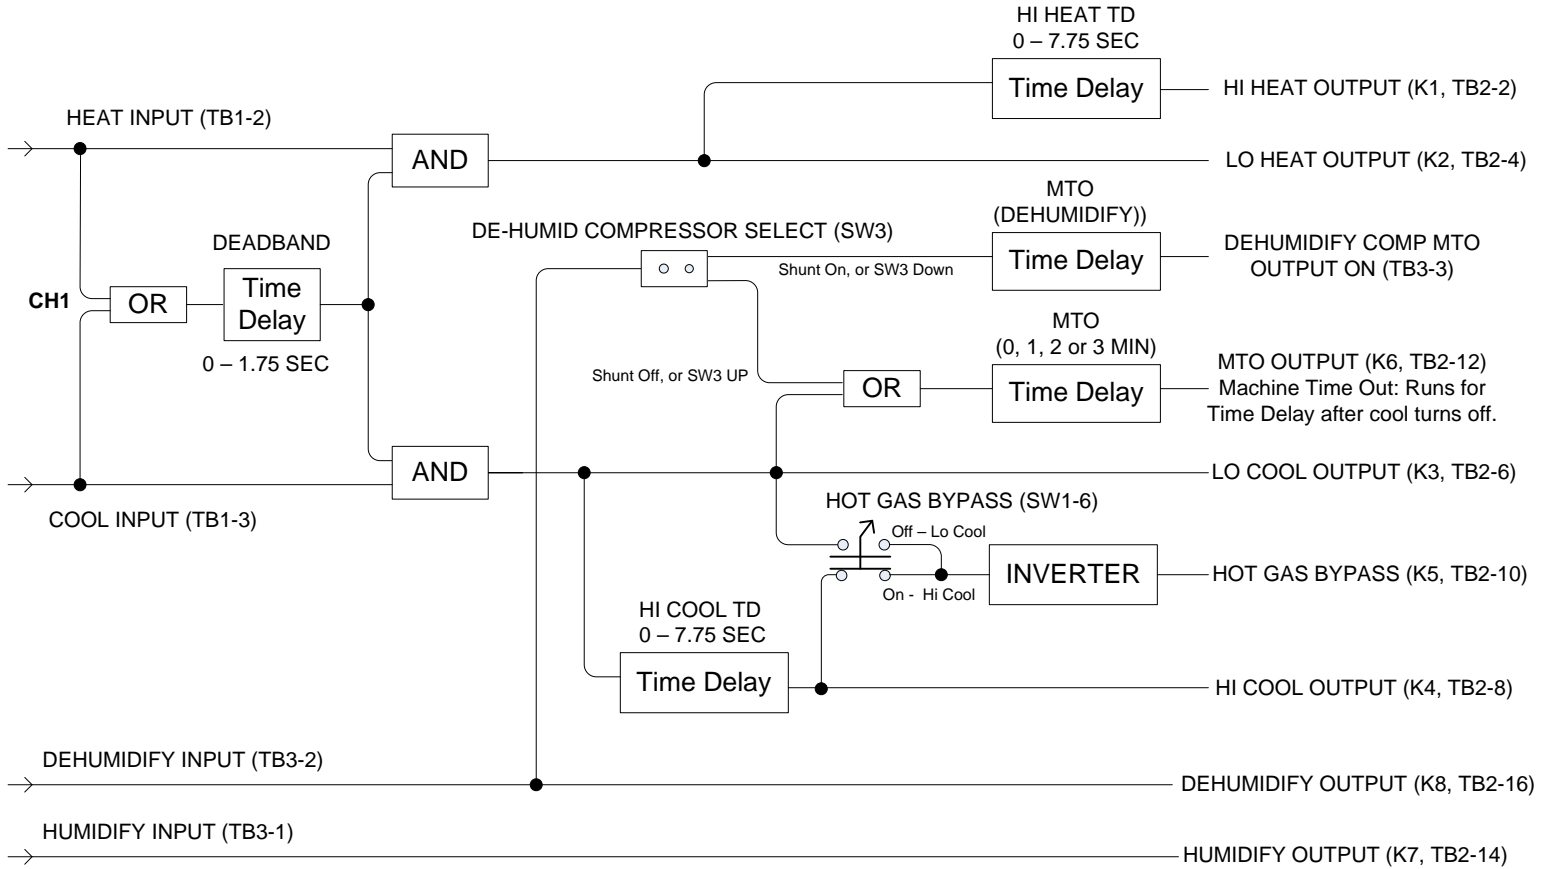 HI HEAT TD
0 – 7.75 SEC
Time Delay
HI HEAT OUTPUT (K1, TB2-2)
HEAT INPUT (TB1-2)
AND
LO HEAT OUTPUT (K2, TB2-4)
MTO
(DEHUMIDIFY))
DE-HUMID COMPRESSOR SELECT (SW3)
Time Delay
DEHUMIDIFY COMP MTO
OUTPUT ON (TB3-3)
Shunt On, or SW3 Down
DEADBAND
CH1
OR
Time
Delay
0 – 1.75 SEC
MTO
(0, 1, 2 or 3 MIN)
Shunt Off, or SW3 UP
OR
Time Delay
MTO OUTPUT (K6, TB2-12)
Machine Time Out: Runs for
Time Delay after cool turns off.
AND
LO COOL OUTPUT (K3, TB2-6)
COOL INPUT (TB1-3)
HOT GAS BYPASS (SW1-6)
Off – Lo Cool
INVERTER
HOT GAS BYPASS (K5, TB2-10)
On - Hi Cool
HI COOL TD
0 – 7.75 SEC
Time Delay
HI COOL OUTPUT (K4, TB2-8)
DEHUMIDIFY INPUT (TB3-2)
DEHUMIDIFY OUTPUT (K8, TB2-16)
HUMIDIFY INPUT (TB3-1)
HUMIDIFY OUTPUT (K7, TB2-14)